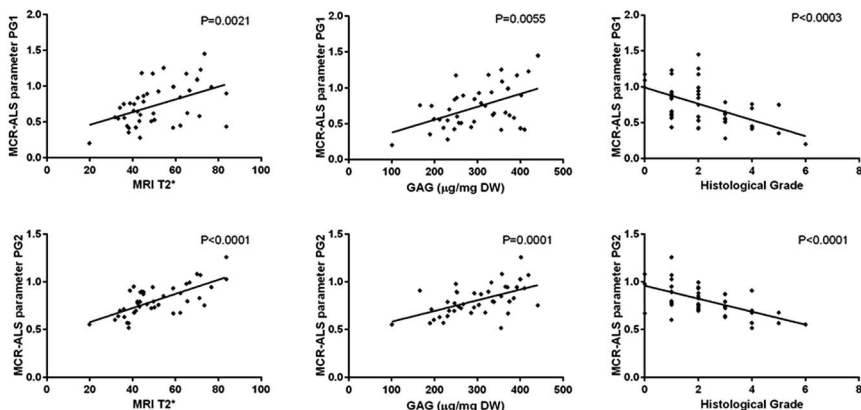 P=0.0021
MCR-ALS parameter PG1
2.0
1.5
1.0
0.5
0.0
0 20 40 60 80 100
MRI T2*
P=0.0055
MCR-ALS parameter PG1
2.0
1.5
1.0
0.5
0.0
0 100 200 300 400 500
GAG (µg/mg DW)
P<0.0003
MCR-ALS parameter PG1
2.0
1.5
1.0
0.5
0.0
0 2 4 6 8
Histological Grade
P<0.0001
MCR-ALS parameter PG2
1.5
1.0
0.5
0.0
0 20 40 60 80 100
MRI T2*
P=0.0001
MCR-ALS parameter PG2
1.5
1.0
0.5
0.0
0 100 200 300 400 500
GAG (µg/mg DW)
P<0.0001
MCR-ALS parameter PG2
1.5
1.0
0.5
0.0
0 2 4 6 8
Histological Grade